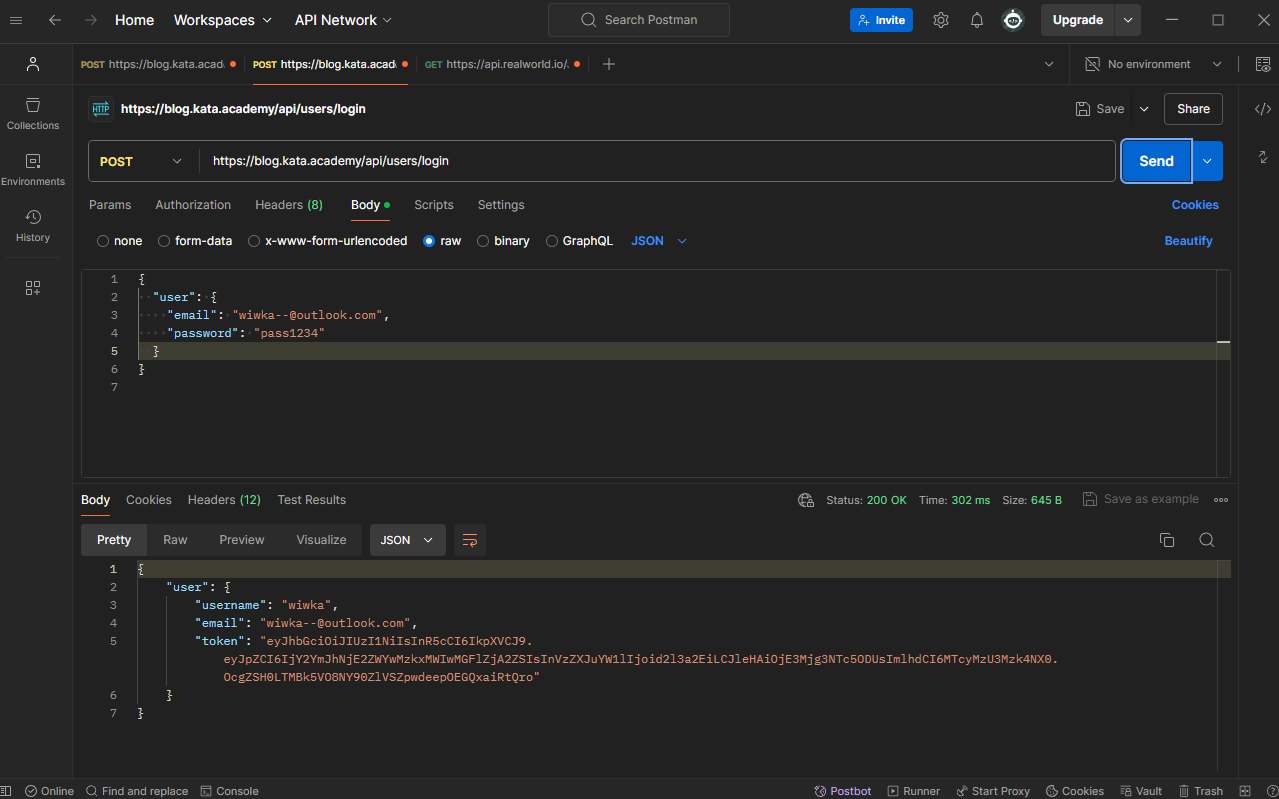 Home Workspaces API Network Search Postman Invite Upgrade
POST https://blog.kata.acad POST https://blog.kata.acad GET https://api.realworld.io/ No environment
HTTP https://blog.kata.academy/api/users/login Save Share
Collections
POST https://blog.kata.academy/api/users/login Send
Environments
Params Authorization Headers (8) Body Scripts Settings Cookies
History
none form-data x-www-form-urlencoded raw binary GraphQL JSON Beautify
1 {
2 "user": {
3 "email": "wiwka--@outlook.com",
4 "password": "pass1234"
5 }
6 }
7
Body Cookies Headers (12) Test Results Status: 200 OK Time: 302 ms Size: 645 B Save as example
Pretty Raw Preview Visualize JSON
1 {
2 "user": {
3 "username": "wiwka",
4 "email": "wiwka--@outlook.com",
5 "token": "eyJhbGciOiJIUzI1NiIsInR5cCI6IkpXVCJ9.
eyJpZCI6IjY2YmJhNjE2ZWYwMzkxMWIwMGFlZjA2ZSIsInVzZXJuYW1lIjoid2l3a2EiLCJleHAiOjE3Mjg3NTc5ODUsImlhdCI6MTcyMzU3Mzk4NX0.
OcgZSH0LTMBk5VO8NY90ZlVSZpwdeepOEGQxaiRtQro"
6 }
7 }
Online Find and replace Console Postbot Runner Start Proxy Cookies Vault Trash